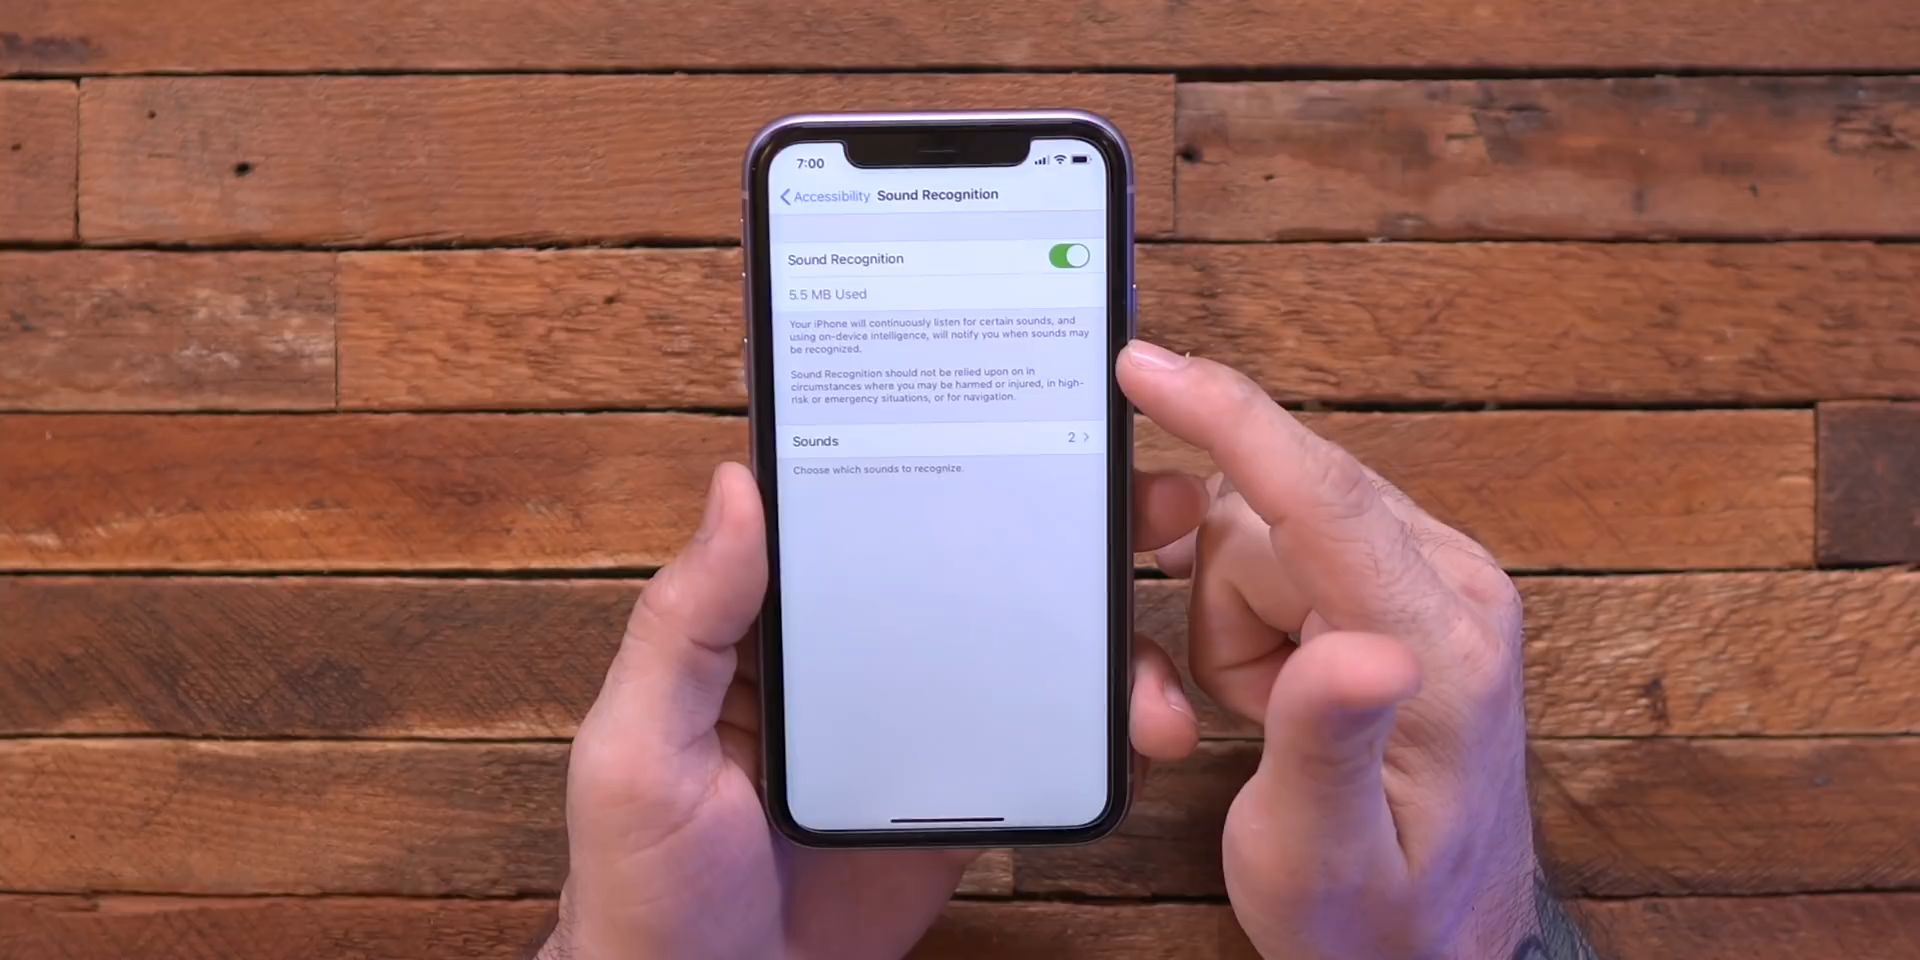 7:00
Accessibility Sound Recognition
Sound Recognition
5.5 MB Used
Your iPhone will continuously listen for certain sounds, and
using on-device intelligence, will notify you when sounds may
be recognized.
Sound Recognition should not be relied upon on in
circumstances where you may be harmed or injured, in high-
risk or emergency situations, or for navigation.
Sounds 2
Choose which sounds to recognize.